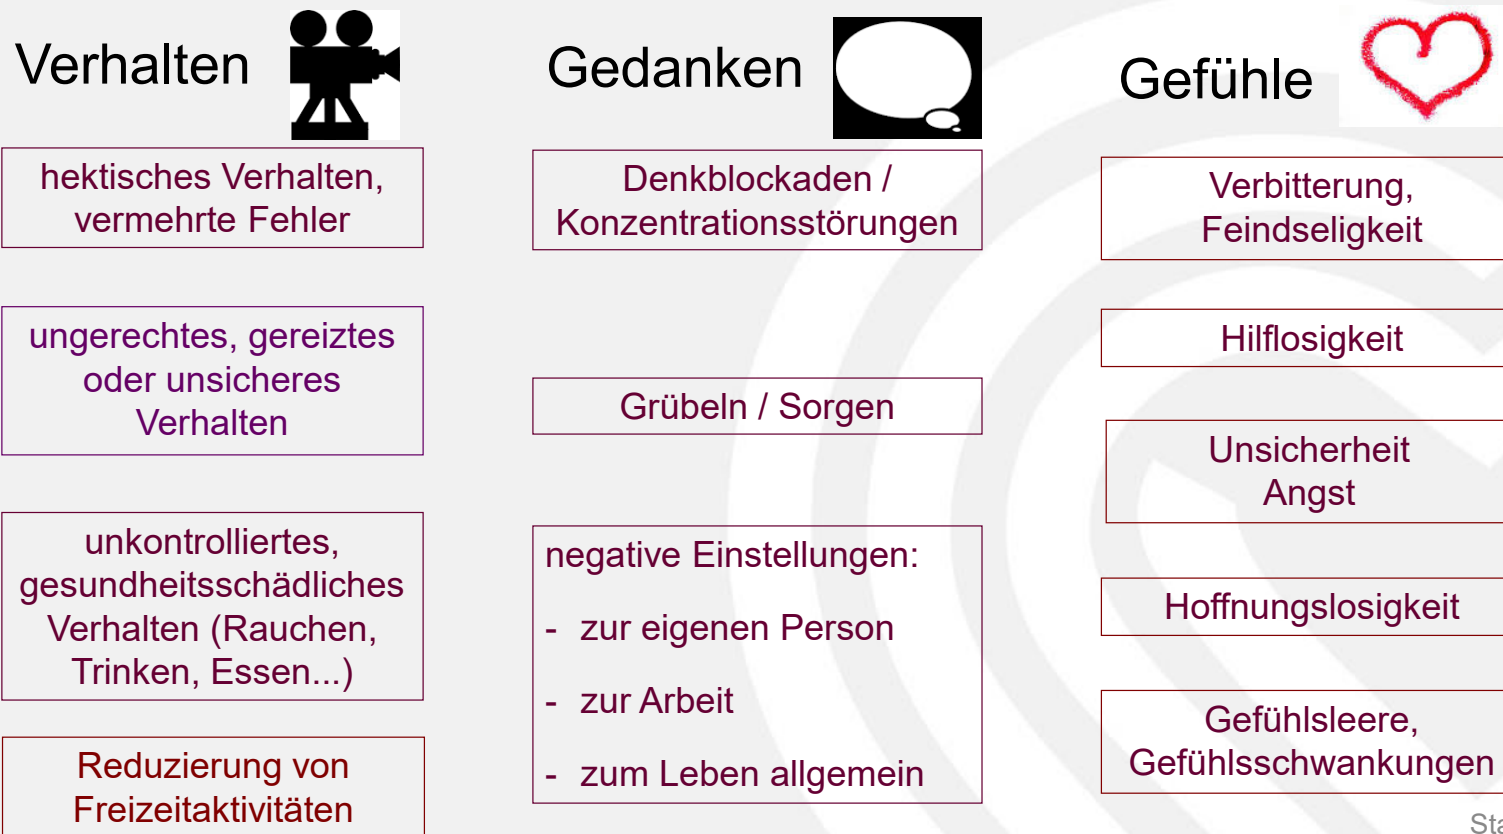 Verhalten
hektisches Verhalten,
vermehrte Fehler
ungerechtes, gereiztes
oder unsicheres
Verhalten
unkontrolliertes,
gesundheitsschädliches
Verhalten (Rauchen,
Trinken, Essen...)
Reduzierung von
Freizeitaktivitäten
Gedanken
Denkblockaden /
Konzentrationsstörungen
Grübeln / Sorgen
negative Einstellungen:
- zur eigenen Person
- zur Arbeit
- zum Leben allgemein
Gefühle
Verbitterung,
Feindseligkeit
Hilflosigkeit
Unsicherheit
Angst
Hoffnungslosigkeit
Gefühlsleere,
Gefühlsschwankungen